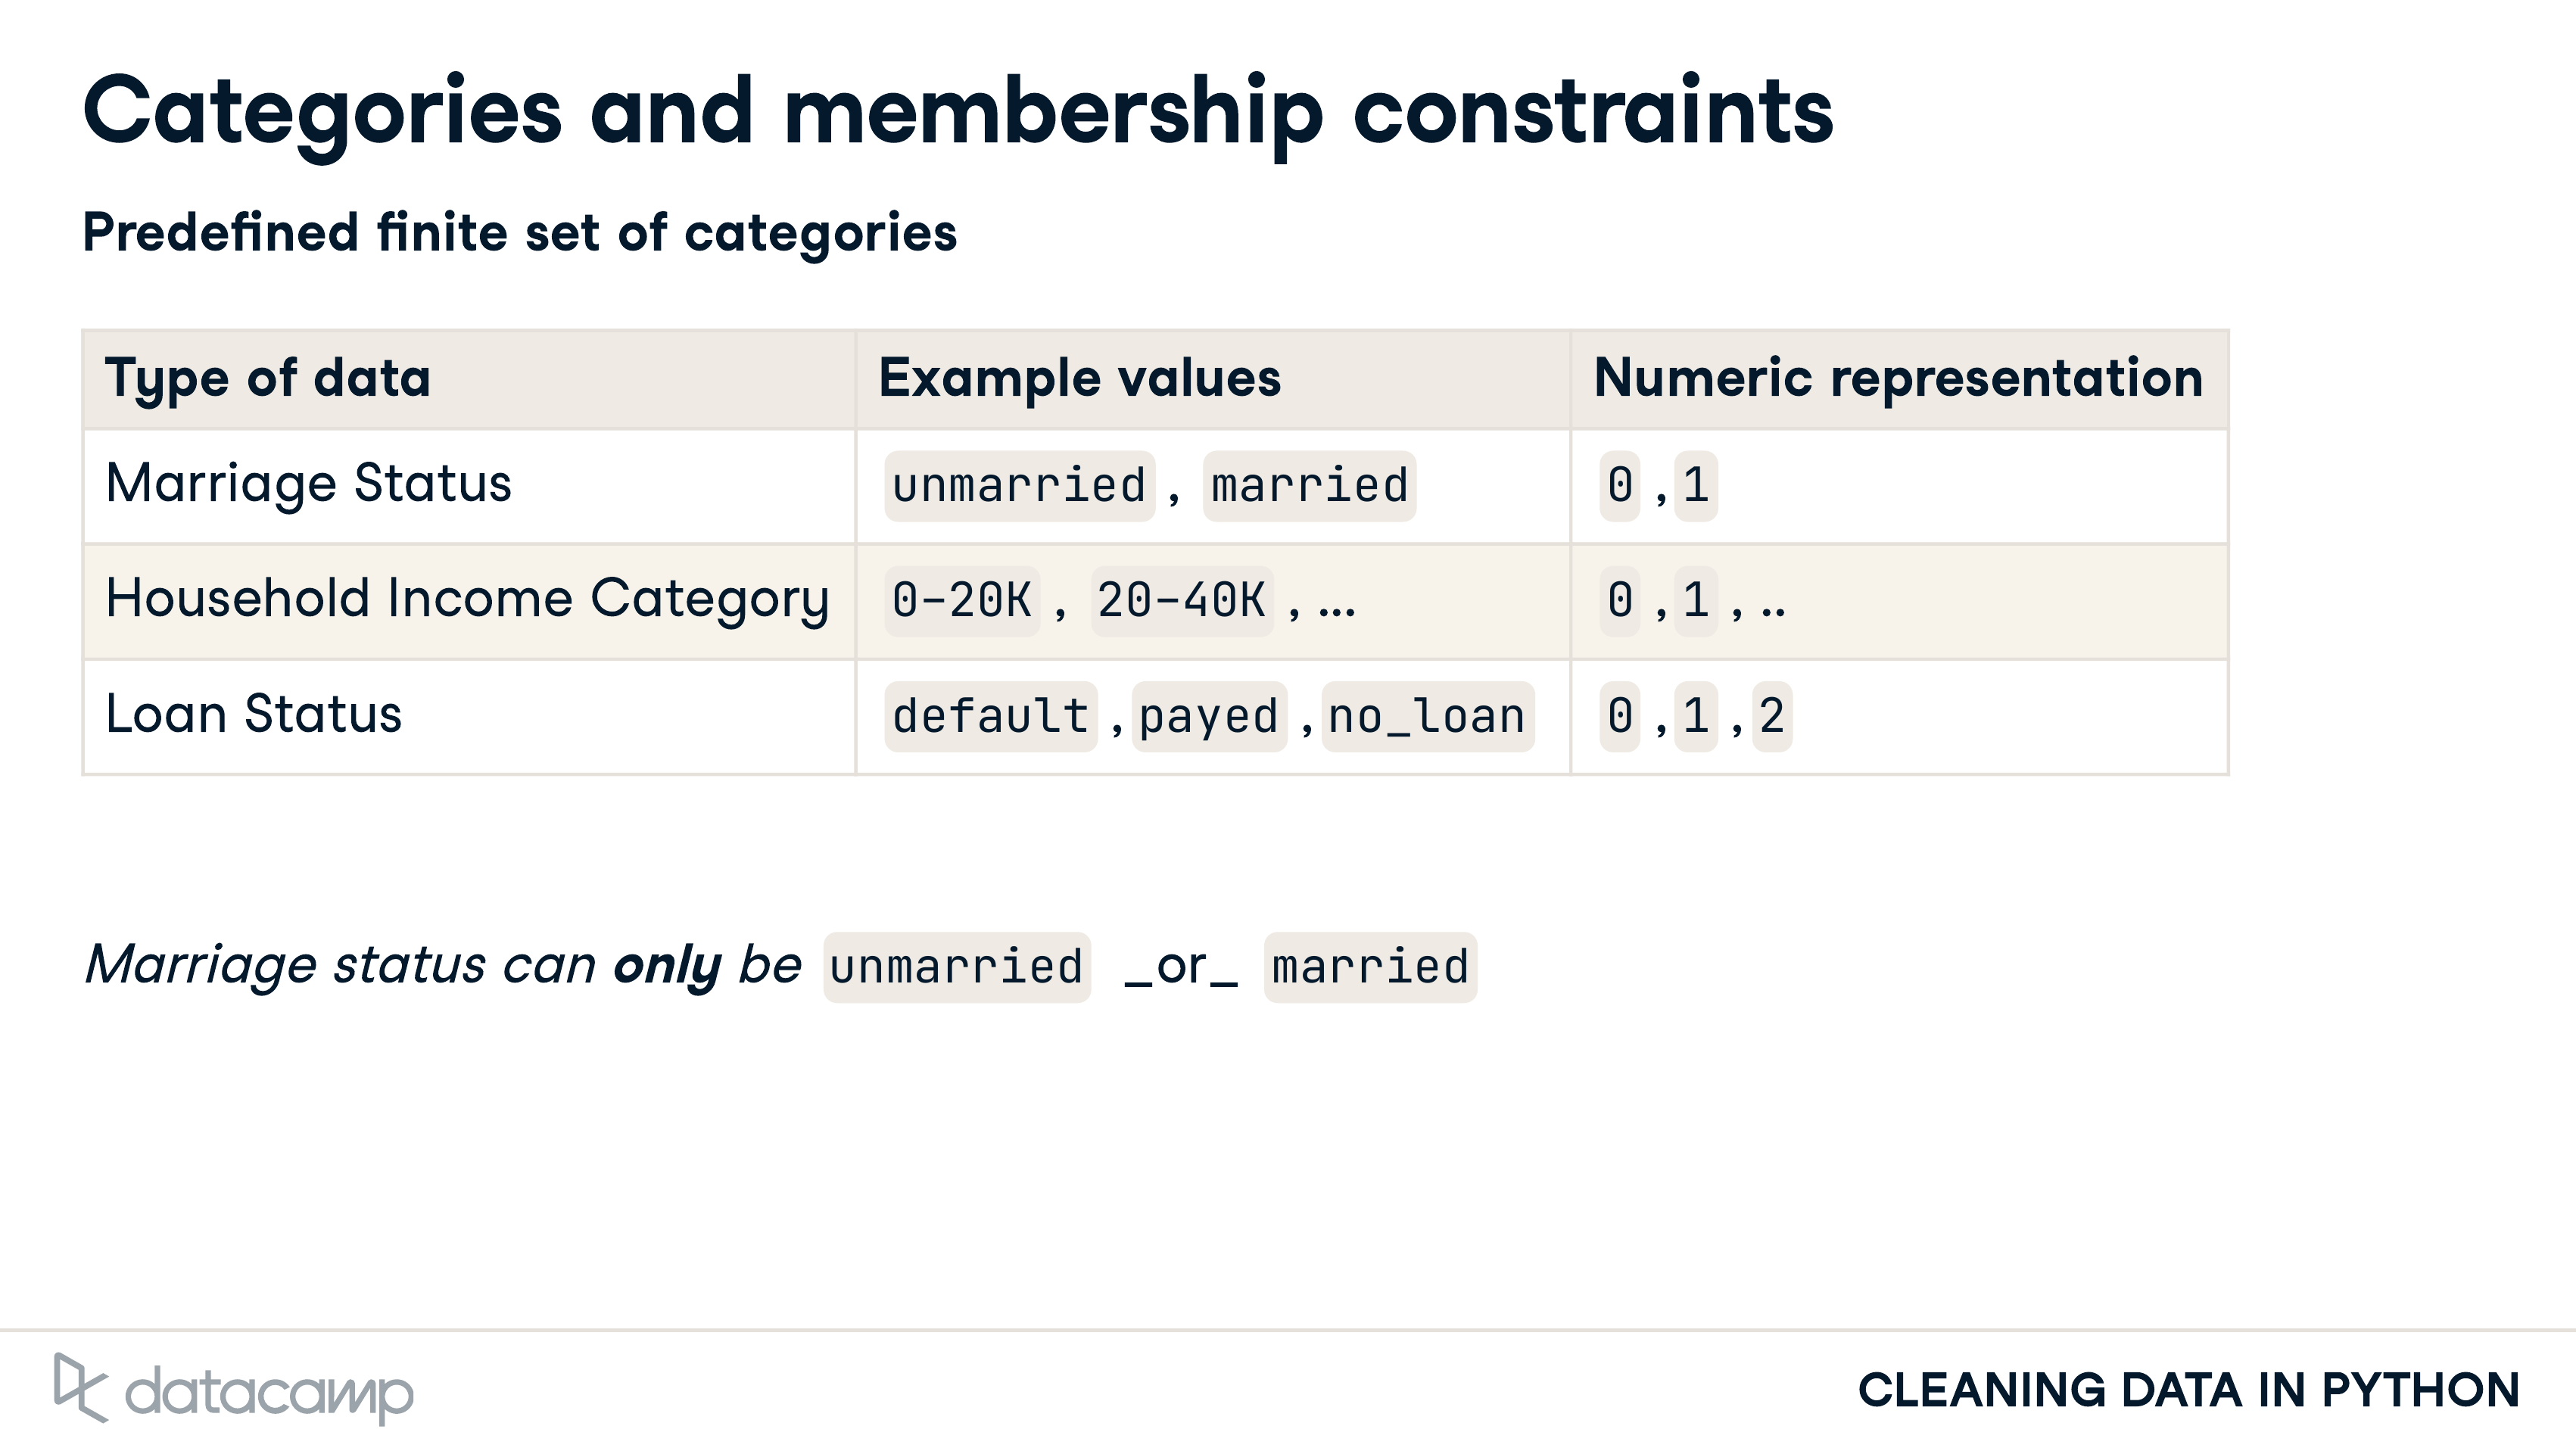 Categories and membership constraints
Predefined finite set of categories
Type of data Example values Numeric representation
Marriage Status unmarried , married 0 , 1
Household Income Category 0-20K , 20-40K , ... 0 , 1 , ..
Loan Status default , payed , no_loan 0 , 1 , 2
Marriage status can only be unmarried _or_ married
datacamp
CLEANING DATA IN PYTHON